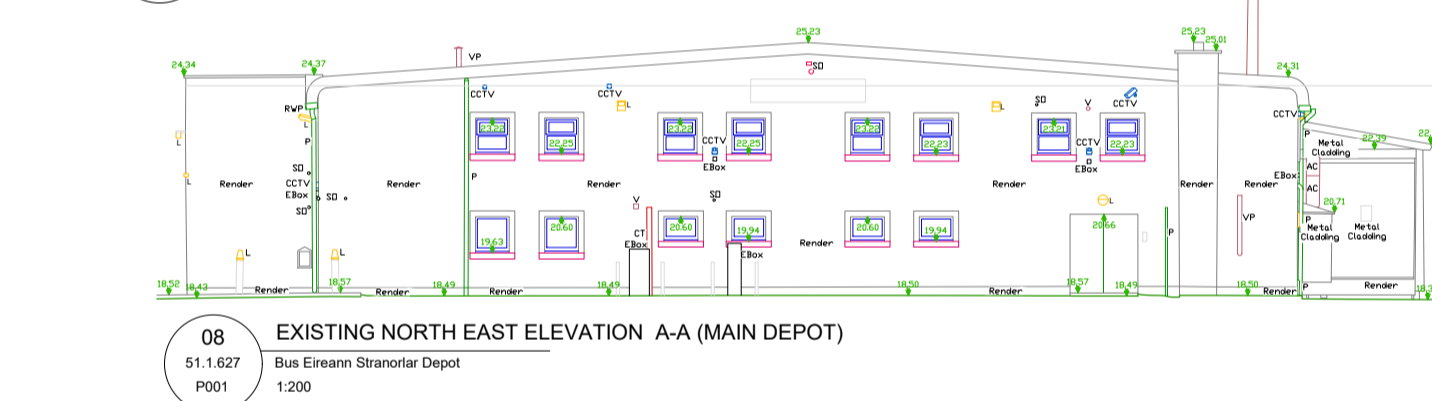 25.23
25.23
25.01
24.34
24.37
VP
SD
24.31
CCTV
CCTV
L
L
SD
V
CCTV
RWP
L
L
P
23.22
22.25
23.22
22.25
23.22
22.23
23.21
22.23
CCTV
EBox
CCTV
EBox
CCTV
P
Metal
Cladding
22.39
22.
SD
CCTV
EBox
SD
SD
L
Render
Render
P
Render
SD
Render
Render
Render
EBox
AC
AC
V
L
20.71
19.63
20.60
CT
EBox
20.60
19.94
EBox
Render
20.60
19.94
20.66
P
VP
P
Metal
Cladding
Metal
Cladding
L
L
18.52
18.43
Render
18.57
Render
18.49
Render
18.49
18.50
Render
18.57
18.49
18.50
Render
P
Render
18.3
08
51.1.627
P001
EXISTING NORTH EAST ELEVATION A-A (MAIN DEPOT)
Bus Eireann Stranorlar Depot
1:200